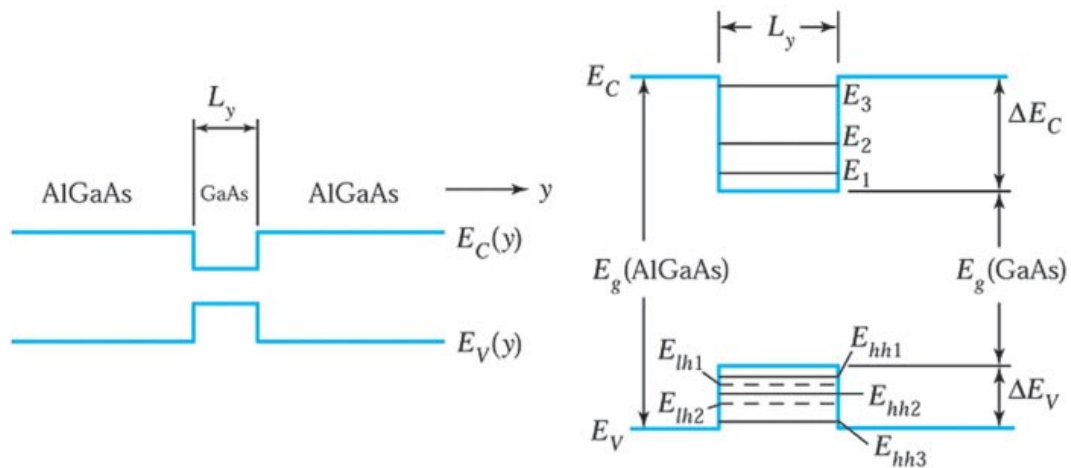 L_y
AlGaAs GaAs AlGaAs y
E_C(y)
E_V(y)
L_y
E_C
E_3
E_2
E_1
ΔE_C
E_g(AlGaAs)
E_g(GaAs)
E_lh1
E_hh1
E_lh2
E_hh2
ΔE_V
E_V
E_hh3